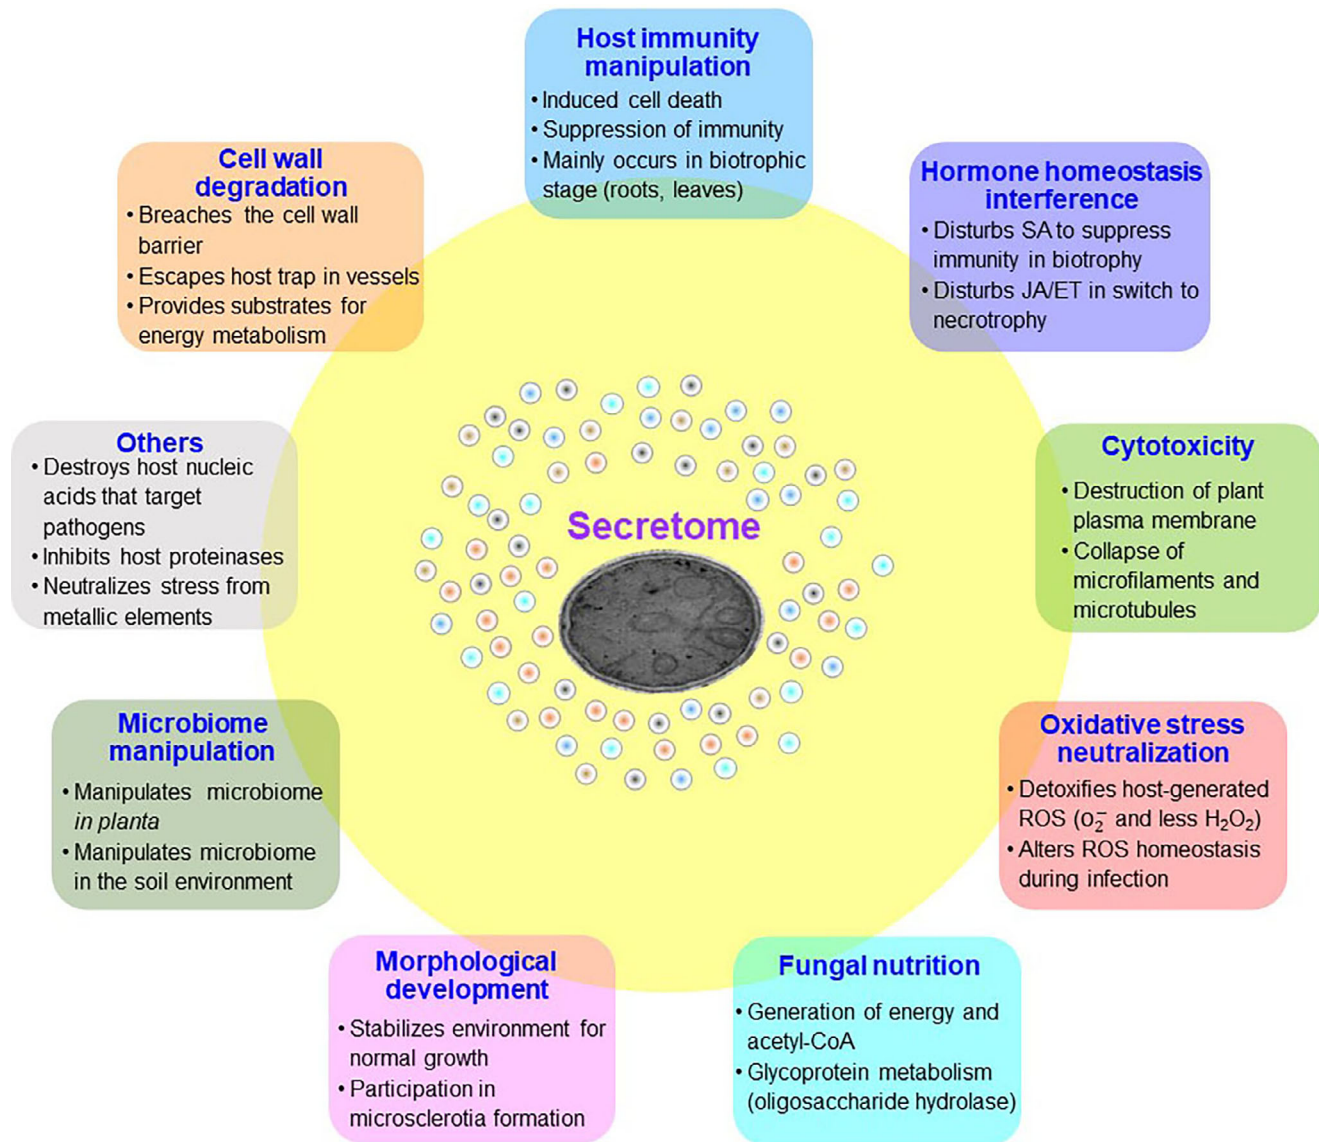 Host immunity
manipulation
• Induced cell death
• Suppression of immunity
• Mainly occurs in biotrophic
stage (roots, leaves)
Cell wall
degradation
• Breaches the cell wall
barrier
• Escapes host trap in vessels
• Provides substrates for
energy metabolism
Hormone homeostasis
interference
• Disturbs SA to suppress
immunity in biotrophy
• Disturbs JA/ET in switch to
necrotrophy
Others
• Destroys host nucleic
acids that target
pathogens
• Inhibits host proteinases
• Neutralizes stress from
metallic elements
Secretome
Cytotoxicity
• Destruction of plant
plasma membrane
• Collapse of
microfilaments and
microtubules
Microbiome
manipulation
• Manipulates microbiome
in planta
• Manipulates microbiome
in the soil environment
Oxidative stress
neutralization
• Detoxifies host-generated
ROS (o₂⁻ and less H₂O₂)
• Alters ROS homeostasis
during infection
Morphological
development
• Stabilizes environment for
normal growth
• Participation in
microsclerotia formation
Fungal nutrition
• Generation of energy and
acetyl-CoA
• Glycoprotein metabolism
(oligosaccharide hydrolase)